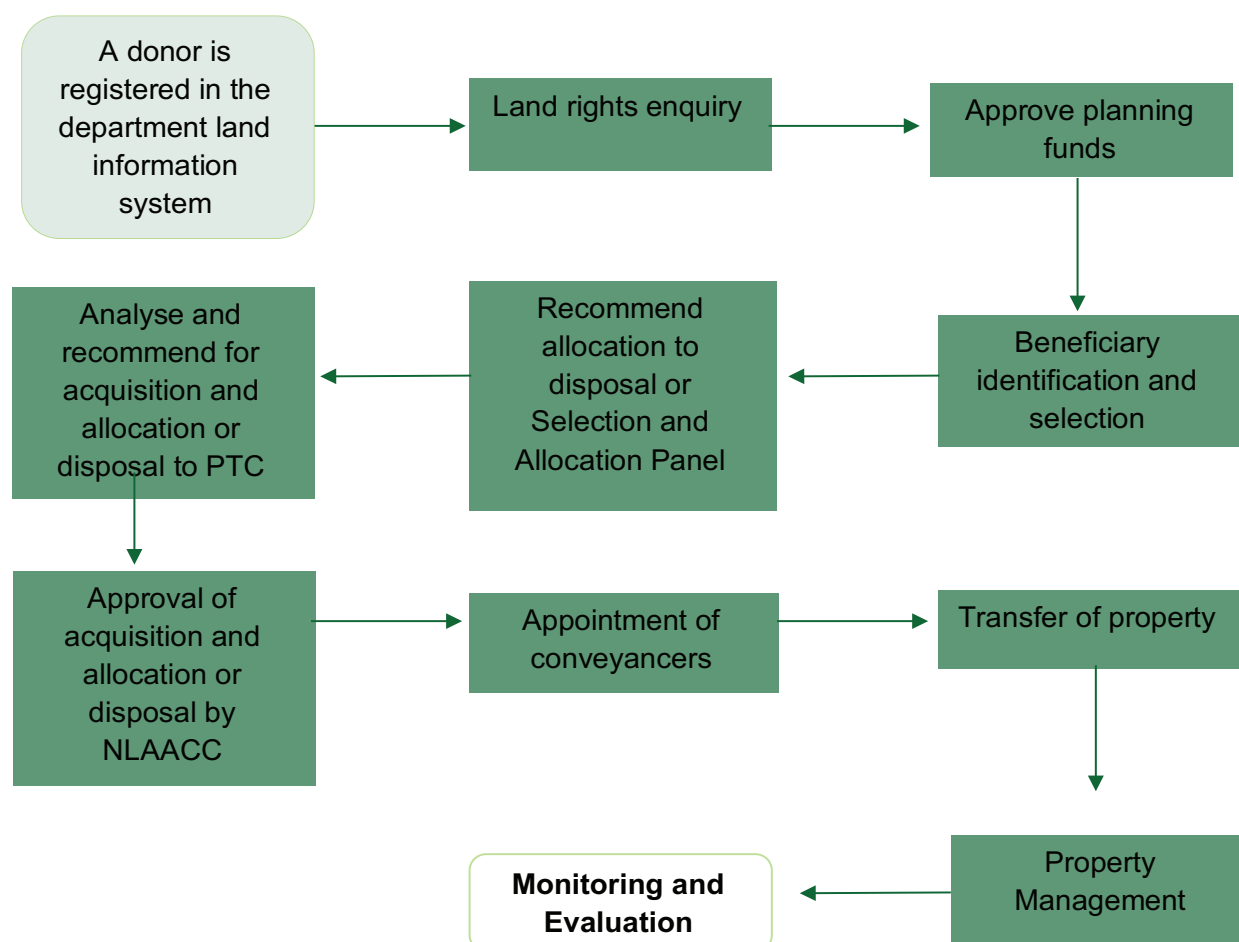 A donor is
registered in the
department land
information
system
Land rights enquiry
Approve planning
funds
Beneficiary
identification and
selection
Recommend
allocation to
disposal or
Selection and
Allocation Panel
Analyse and
recommend for
acquisition and
allocation or
disposal to PTC
Approval of
acquisition and
allocation or
disposal by
NLAACC
Appointment of
conveyancers
Transfer of property
Property
Management
Monitoring and
Evaluation